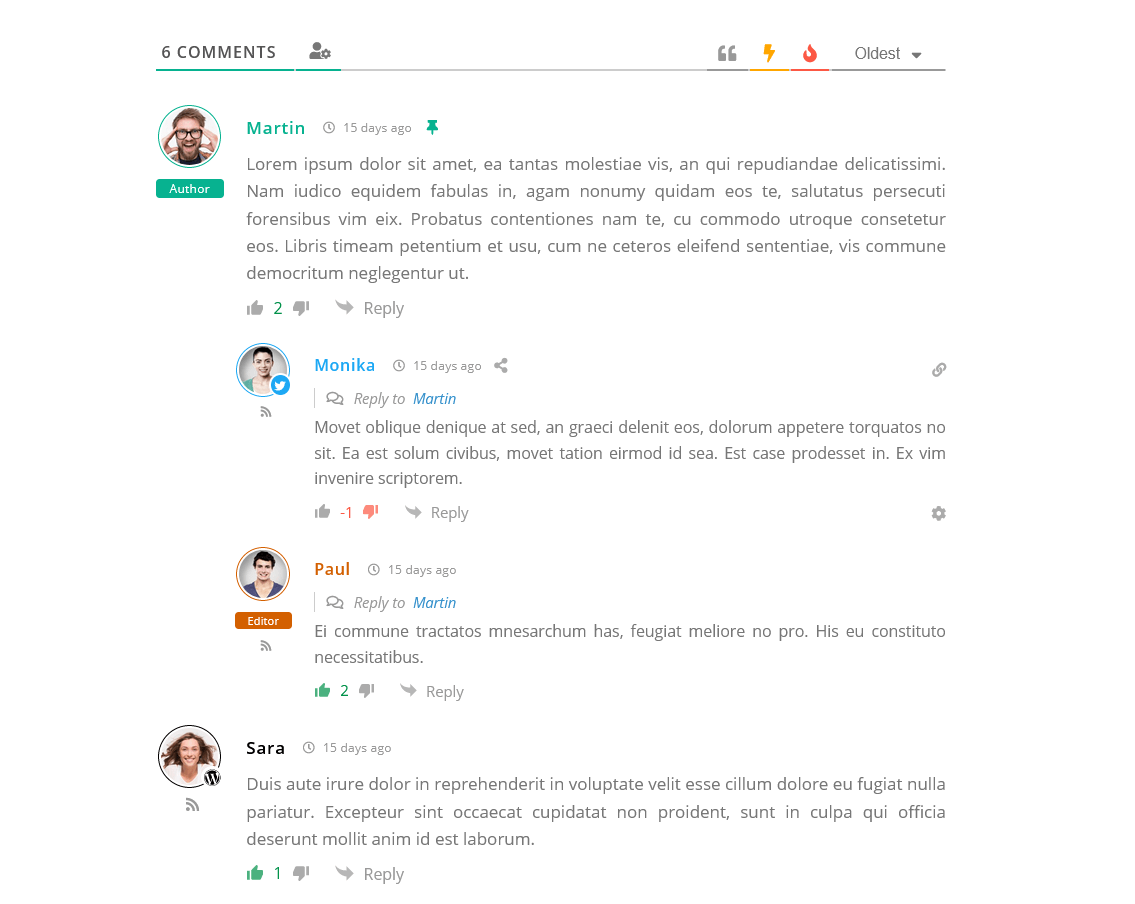 6 COMMENTS
Oldest
Martin 15 days ago
Author
Lorem ipsum dolor sit amet, ea tantas molestiae vis, an qui repudiandae delicatissimi.
Nam iudico equidem fabulas in, agam nonumy quidam eos te, salutatus persecuti
forensibus vim eix. Probatus contentiones nam te, cu commodo utroque consetetur
eos. Libris timeam petentium et usu, cum ne ceteros eleifend sententiae, vis commune
democritum neglegentur ut.
2 Reply
Monika 15 days ago
Reply to Martin
Movet oblique denique at sed, an graeci delenit eos, dolorum appetere torquatos no
sit. Ea est solum civibus, movet tation eirmod id sea. Est case prodesset in. Ex vim
invenire scriptorem.
-1 Reply
Paul 15 days ago
Reply to Martin
Editor
Ei commune tractatos mnesarchum has, feugiat meliore no pro. His eu constituto
necessitatibus.
2 Reply
Sara 15 days ago
Duis aute irure dolor in reprehenderit in voluptate velit esse cillum dolore eu fugiat nulla
pariatur. Excepteur sint occaecat cupidatat non proident, sunt in culpa qui officia
deserunt mollit anim id est laborum.
1 Reply